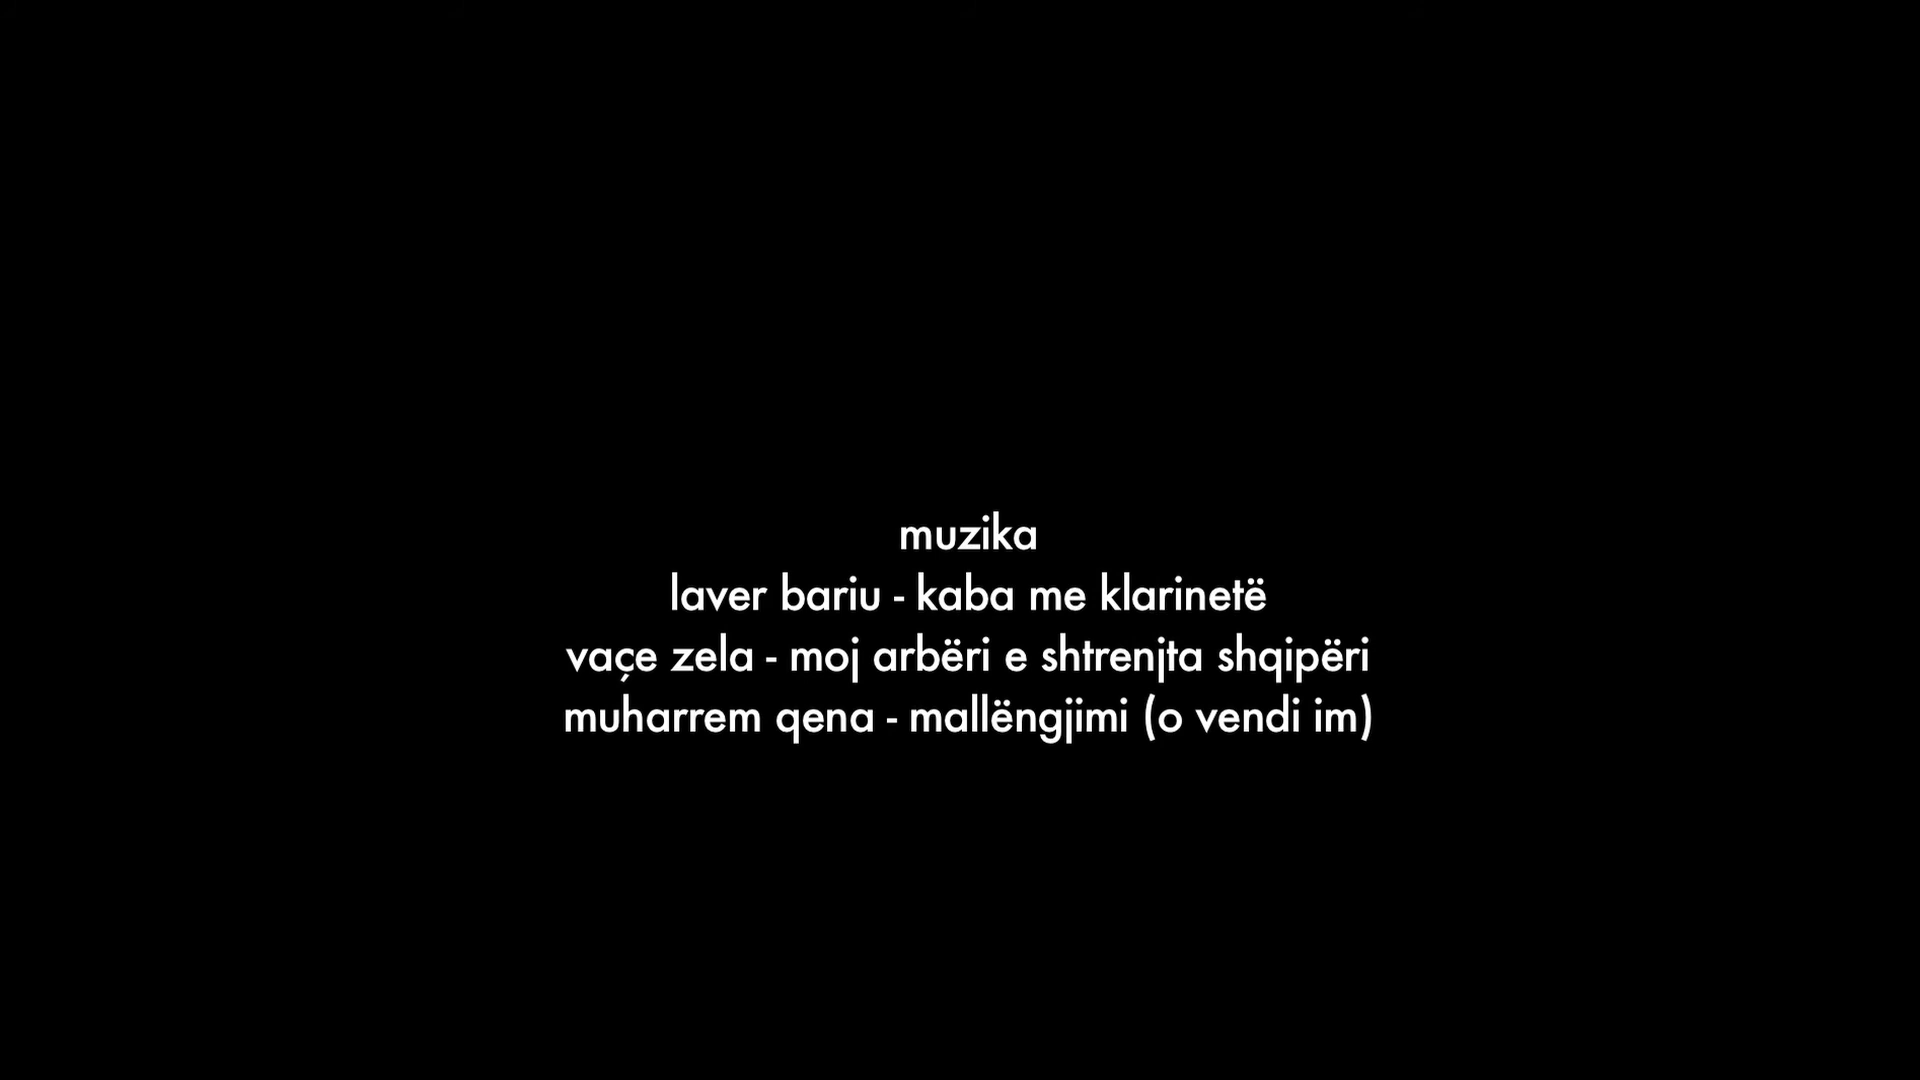 muzika
laver bariu - kaba me klarinetë
vaçe zela - moj arbëri e shtrenjta shqipëri
muharrem qena - mallëngjimi (o vendi im)